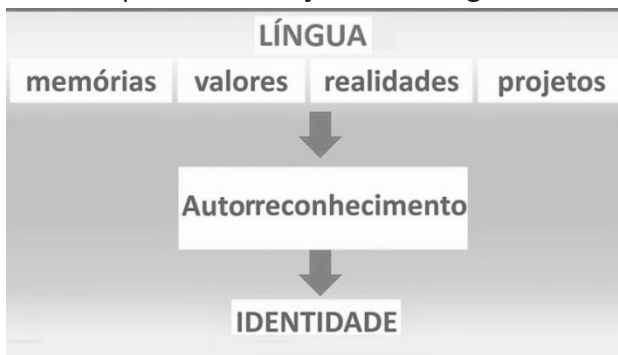 LÍNGUA
memórias valores realidades projetos
Autorreconhecimento
IDENTIDADE